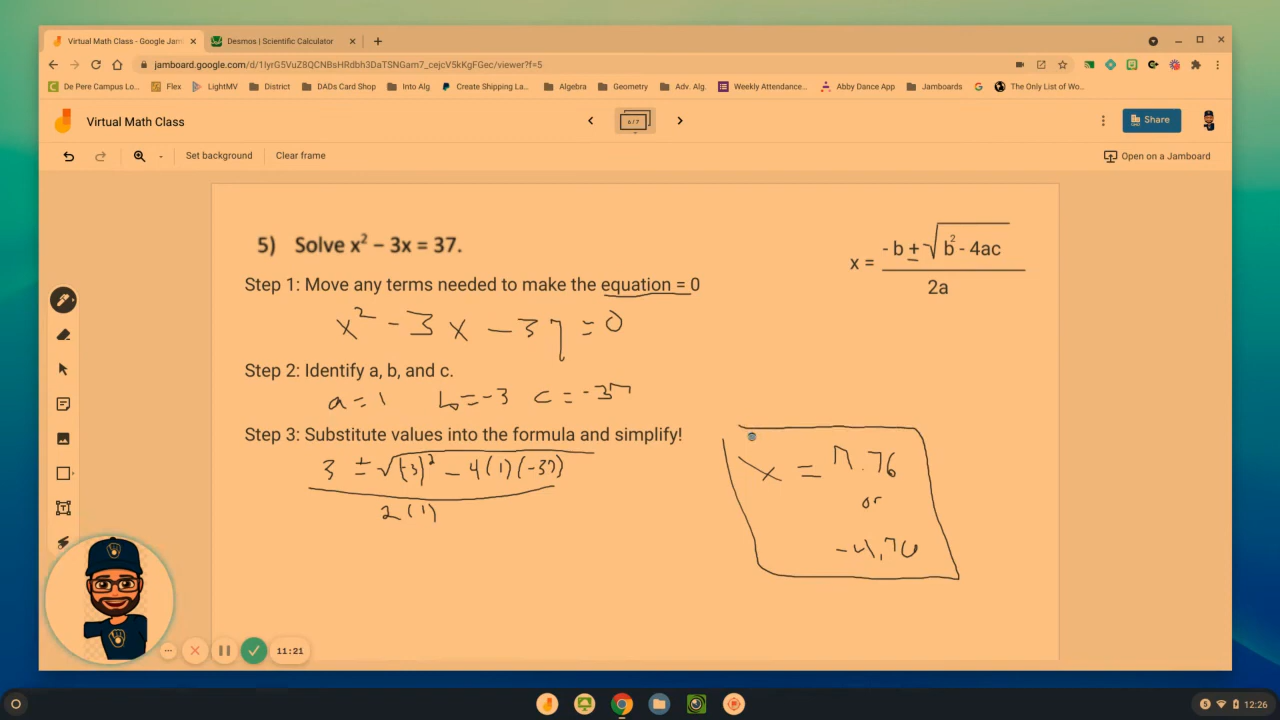 Virtual Math Class - Google Jam
Desmos | Scientific Calculator
jamboard.google.com/d/1IyrG5VuZ8QCNBsHRdbh3DaTSNGam7_cejcV5kKgFGec/viewer?f=5
De Pere Campus Lo... Flex LightMV District DADs Card Shop Into Alg Create Shipping La... Algebra Geometry Adv. Alg. Weekly Attendance... Abby Dance App Jamboards The Only List of Wo...
Virtual Math Class
6/7
Share
Set background Clear frame
Open on a Jamboard
5) Solve x² – 3x = 37.
x = -b ± √b² - 4ac
2a
Step 1: Move any terms needed to make the equation = 0
x² - 3x - 37 = 0
Step 2: Identify a, b, and c.
a = 1 b = -3 c = -37
Step 3: Substitute values into the formula and simplify!
3 ± √(-3)² - 4(1)(-37)
2(1)
x = 7.76
or
-4.76
11:21
5 12:26